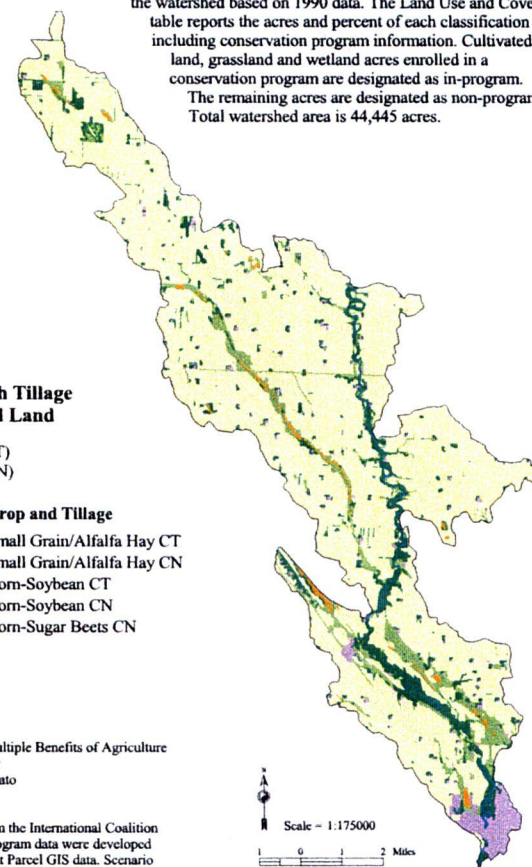 the watershed based on 1990 data. The Land Use and Cove
table reports the acres and percent of each classification
including conservation program information. Cultivated
land, grassland and wetland acres enrolled in a
conservation program are designated as in-program.
The remaining acres are designated as non-progran
Total watershed area is 44,445 acres.
h Tillage
l Land
T)
N)
rop and Tillage
mall Grain/Alfalfa Hay CT
mall Grain/Alfalfa Hay CN
orn-Soybean CT
orn-Soybean CN
orn-Sugar Beets CN
ultiple Benefits of Agriculture
ato
m the International Coalition
ogram data were developed
t Parcel GIS data. Scenario
N
Scale - 1:175000
1 0 1 2 Miles